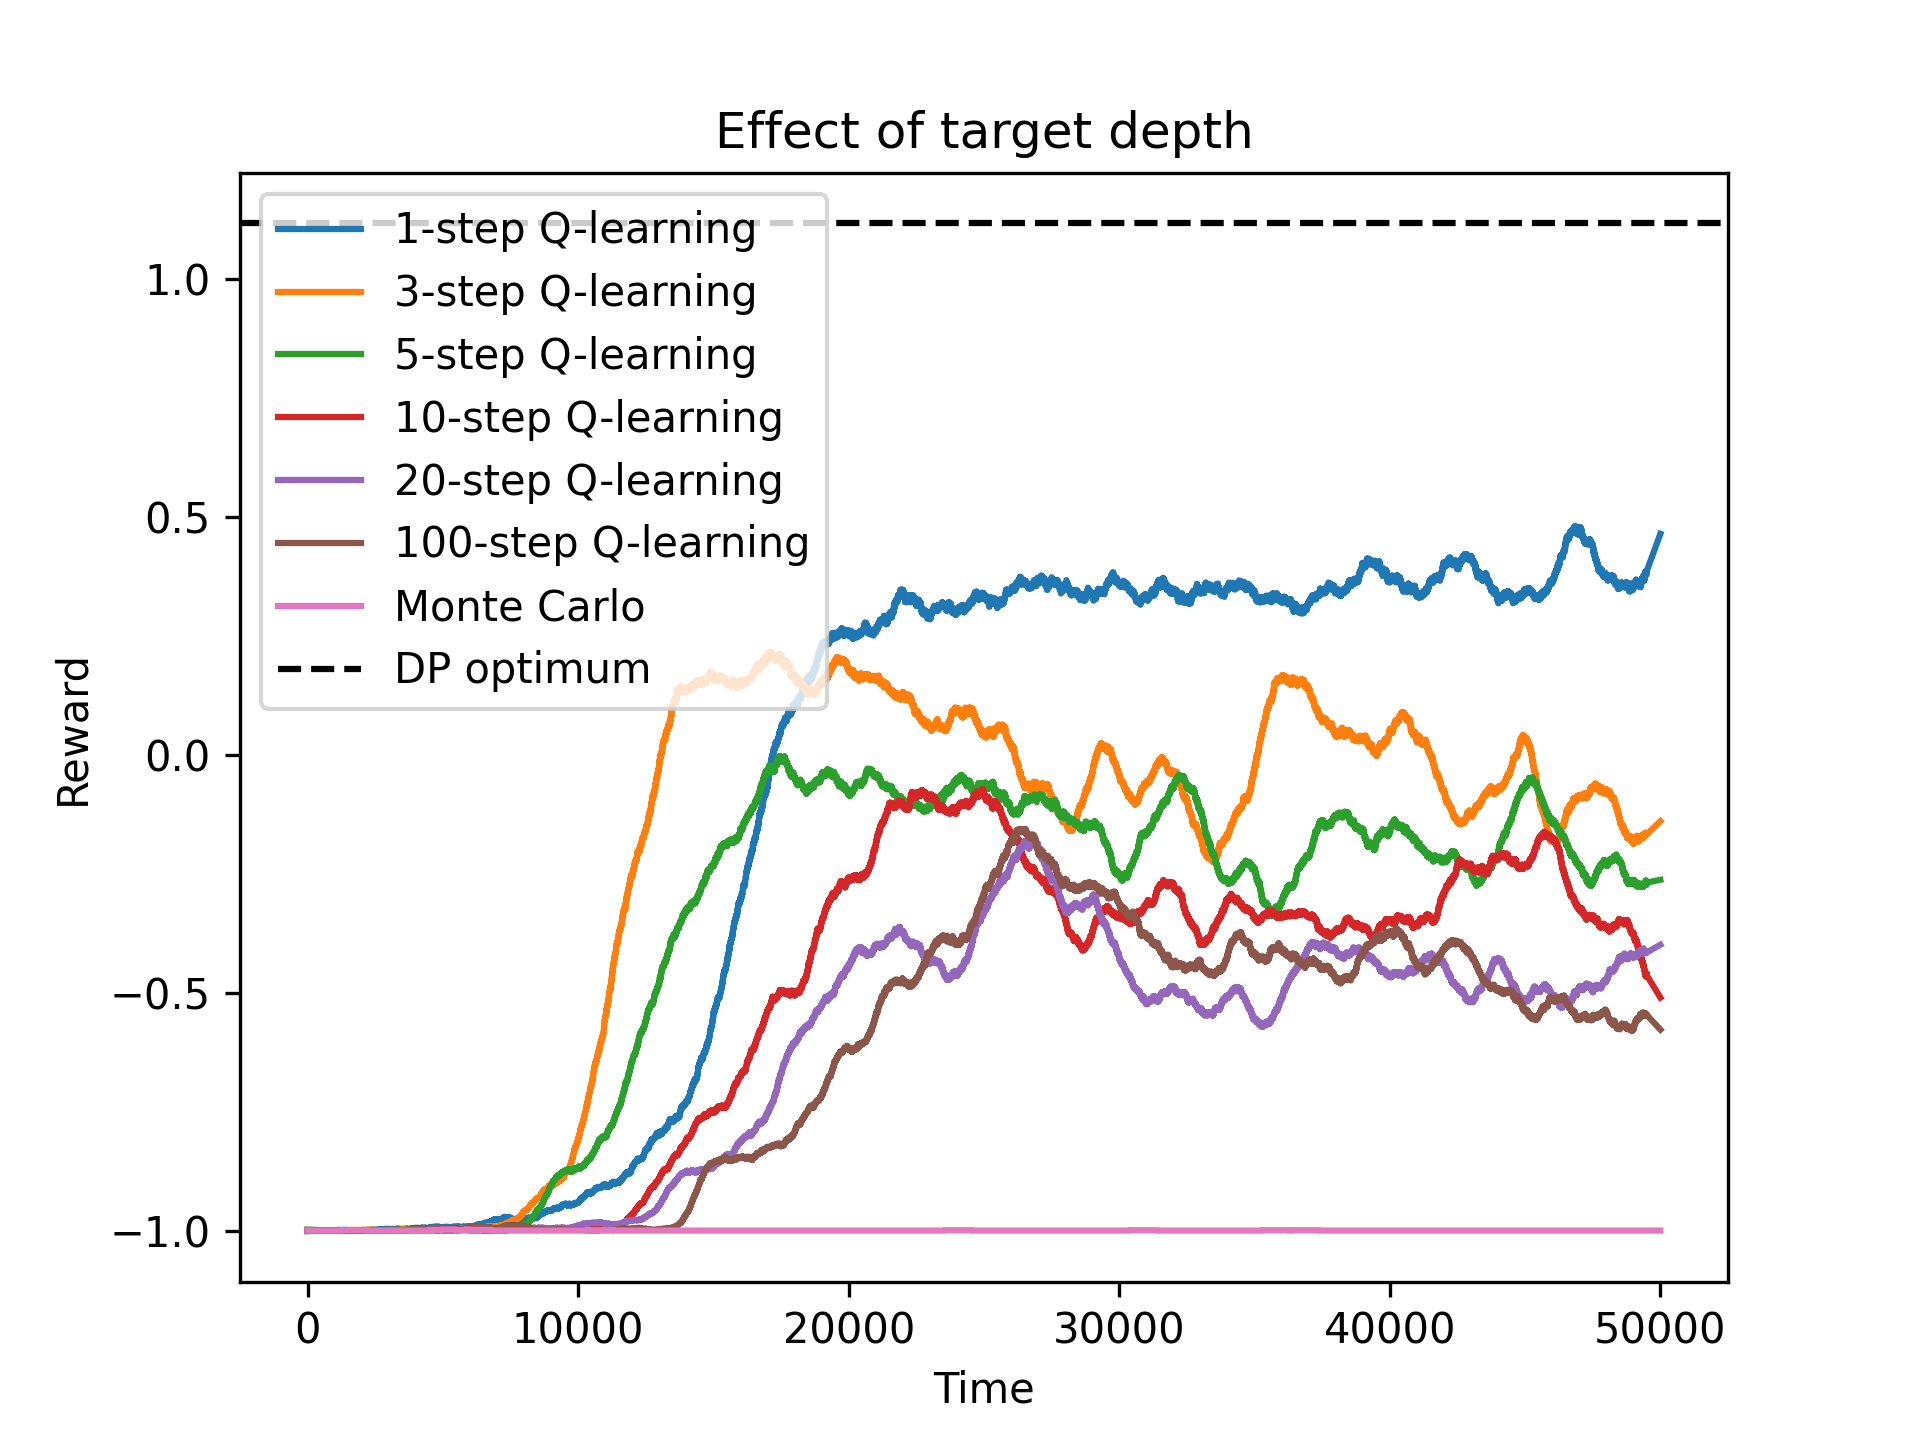 Effect of target depth
1-step Q-learning
3-step Q-learning
5-step Q-learning
10-step Q-learning
20-step Q-learning
100-step Q-learning
Monte Carlo
DP optimum
Reward
1.0
0.5
0.0
−0.5
−1.0
0 10000 20000 30000 40000 50000
Time